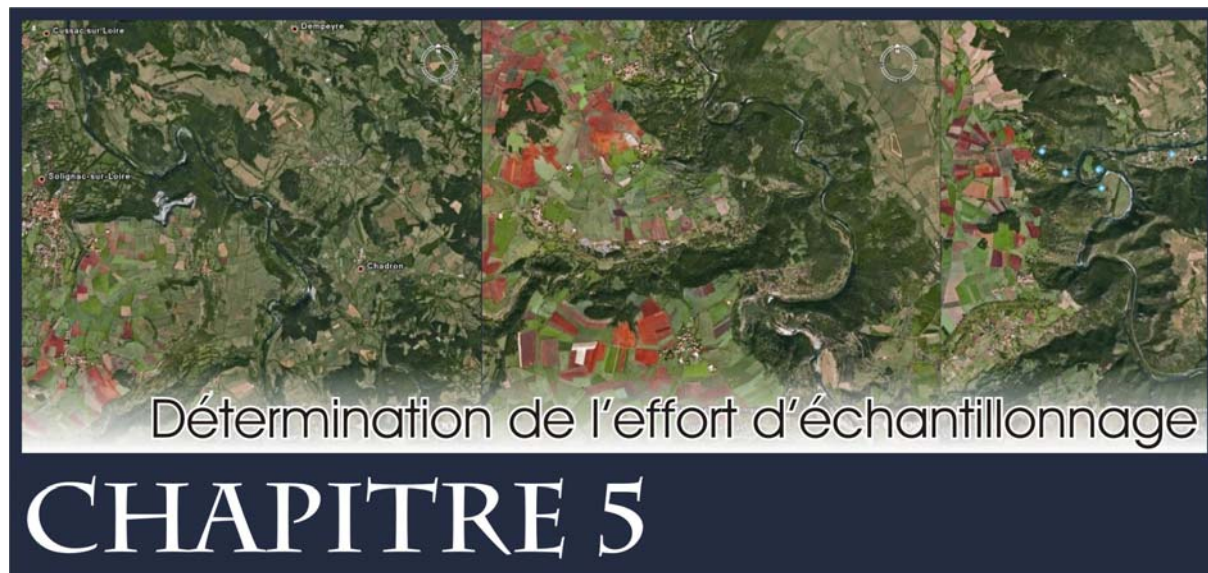 Cussac sur Loire
Dempeyre
Solignac-sur-Loire
Chadron
Détermination de l'effort d'échantillonnage
CHAPITRE 5